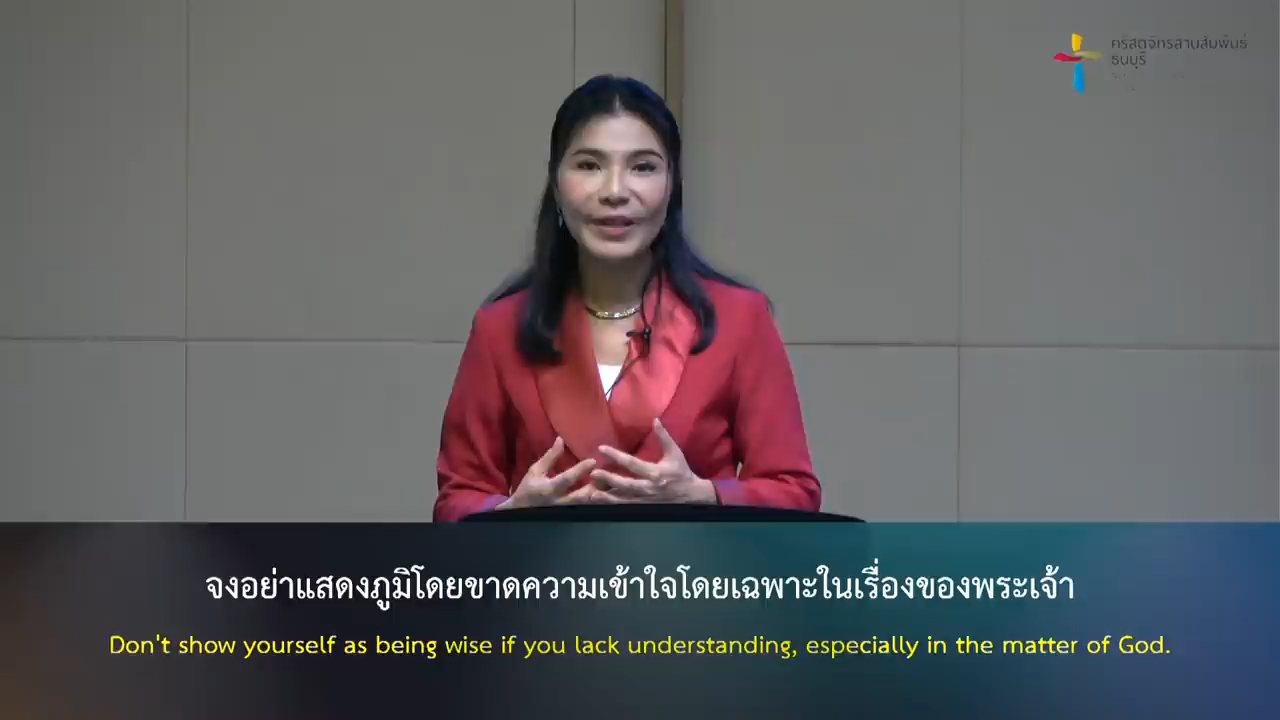 คริสตจักรสานสัมพันธ์
ธนบุรี
จงอย่าแสดงภูมิโดยขาดความเข้าใจโดยเฉพาะในเรื่องของพระเจ้า
Don't show yourself as being wise if you lack understanding, especially in the matter of God.